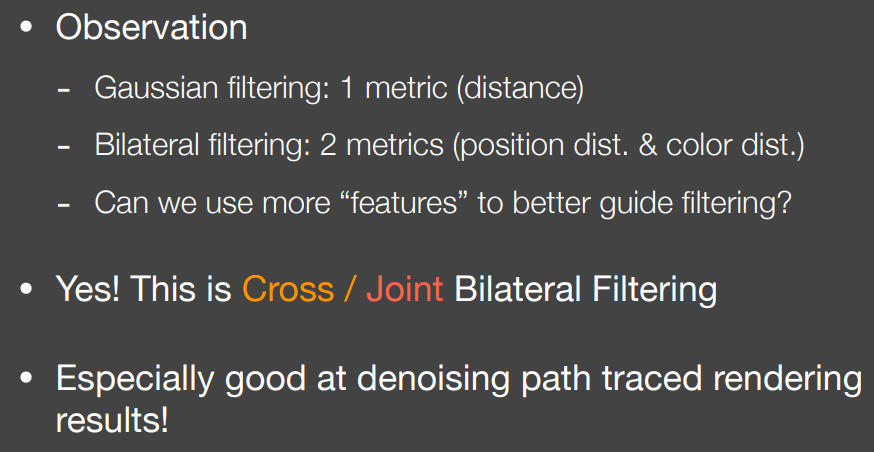 • Observation
- Gaussian filtering: 1 metric (distance)
- Bilateral filtering: 2 metrics (position dist. & color dist.)
- Can we use more “features” to better guide filtering?
• Yes! This is Cross / Joint Bilateral Filtering
• Especially good at denoising path traced rendering
results!